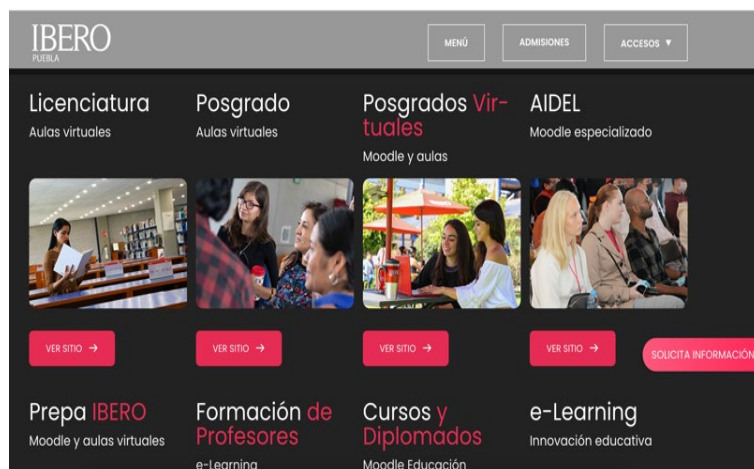 IBERO
PUEBLA
MENÚ
ADMISIONES
ACCESOS ▼
Licenciatura
Aulas virtuales
Posgrado
Aulas virtuales
Posgrados Vir-
tuales
Moodle y aulas
AIDEL
Moodle especializado
VER SITIO →
VER SITIO →
VER SITIO →
VER SITIO →
SOLICITA INFORMACIÓN
Prepa IBERO
Moodle y aulas virtuales
Formación de
Profesores
e-Learning
Cursos y
Diplomados
Moodle Educación
e-Learning
Innovación educativa